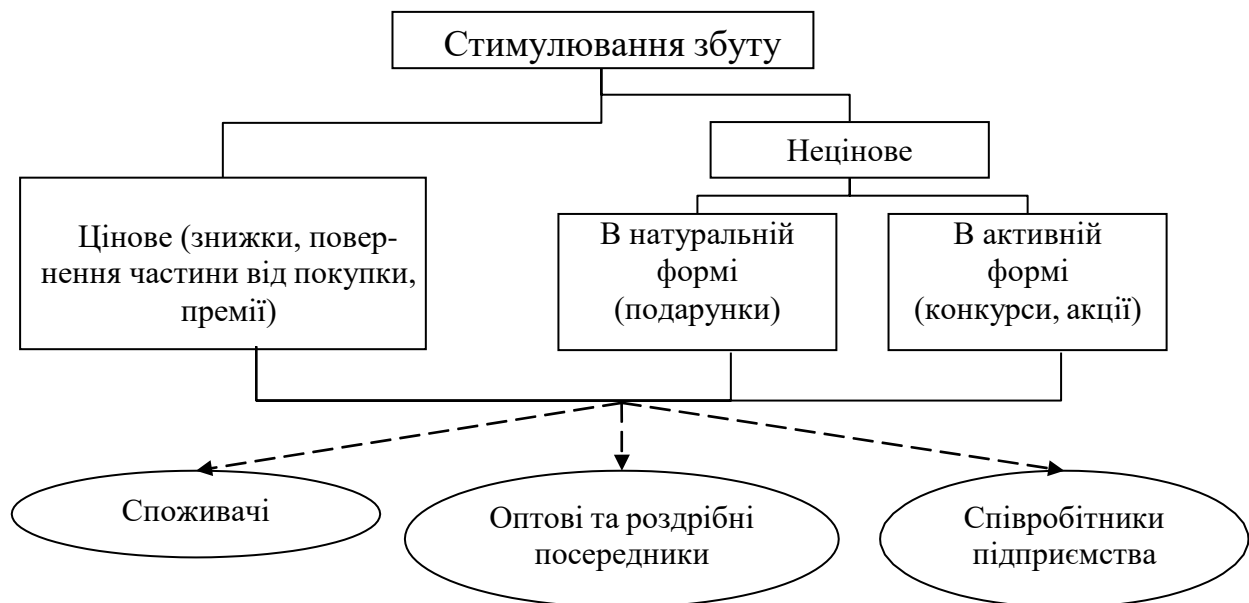 Стимулювання збуту
Нецінове
Цінове (знижки, повер-
нення частини від покупки,
премії)
В натуральній
формі
(подарунки)
В активній
формі
(конкурси, акції)
Споживачі
Оптові та роздрібні
посередники
Співробітники
підприємства